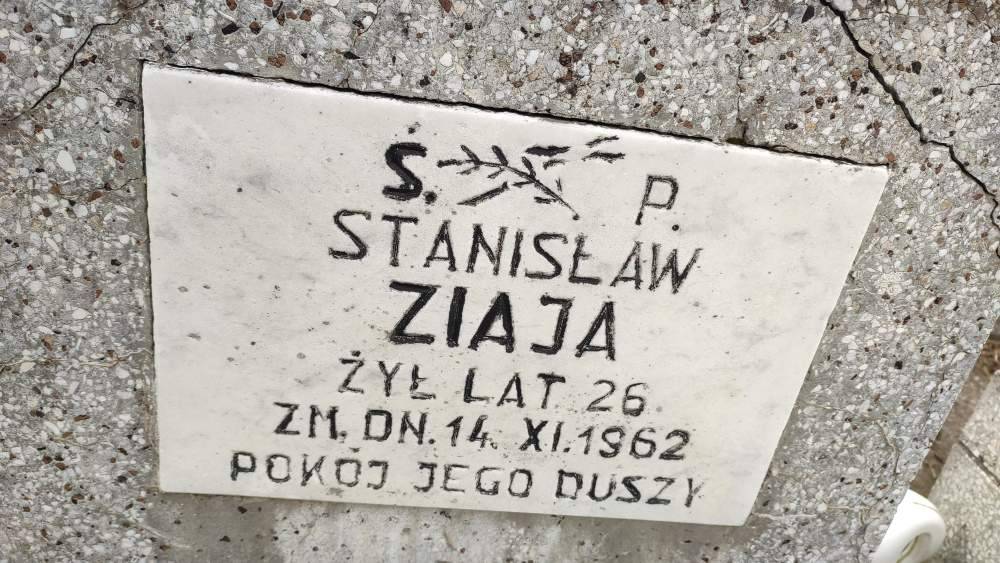 Ś. P.
STANISŁAW
ZIAJA
ŻYŁ LAT 26.
ZM. DN. 14. XI. 1962
POKÓJ JEGO DUSZY